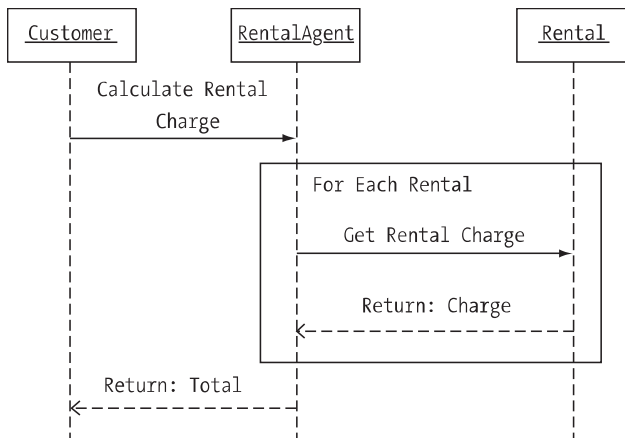 Customer
RentalAgent
Rental
Calculate Rental
Charge
For Each Rental
Get Rental Charge
Return: Charge
Return: Total